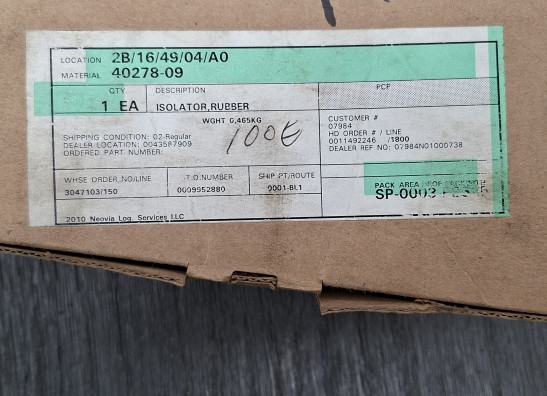 LOCATION 2B/16/49/04/A0
MATERIAL 40278-09
QTY DESCRIPTION PCP
1 EA ISOLATOR,RUBBER
WGHT 0,465KG
100€
CUSTOMER #
07984
HD ORDER # / LINE
0011492246 /1800
DEALER REF NO: 07984N01000738
SHIPPING CONDITION: 02-Regular
DEALER LOCATION: 0043587909
ORDERED PART NUMBER:
WHSE ORDER.NO/LINE T.O.NUMBER SHIP PT/ROUTE
3047103/150 0009952880 0001-BL1
PACK AREA
SP-0003
2010 Neovia Log. Services LLC